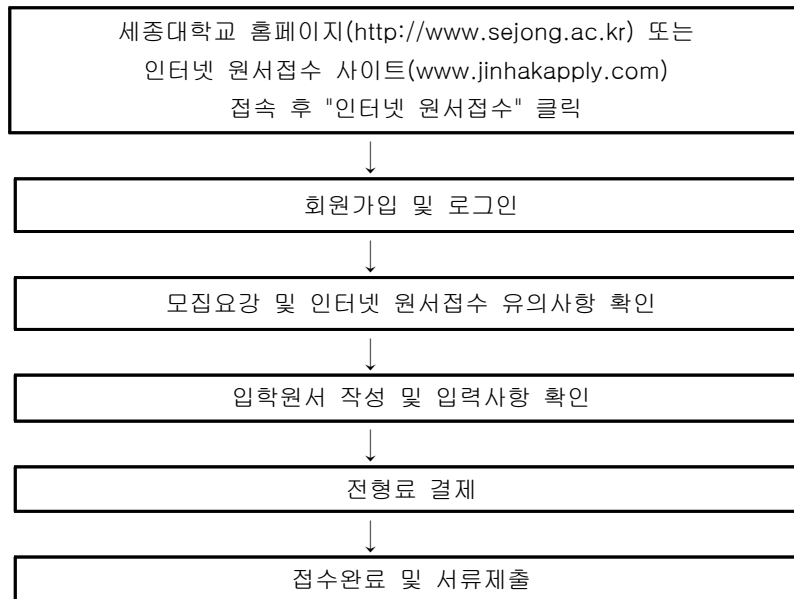 세종대학교 홈페이지(http://www.sejong.ac.kr) 또는
인터넷 원서접수 사이트(www.jinhakapply.com)
접속 후 "인터넷 원서접수" 클릭
↓
회원가입 및 로그인
↓
모집요강 및 인터넷 원서접수 유의사항 확인
↓
입학원서 작성 및 입력사항 확인
↓
전형료 결제
↓
접수완료 및 서류제출